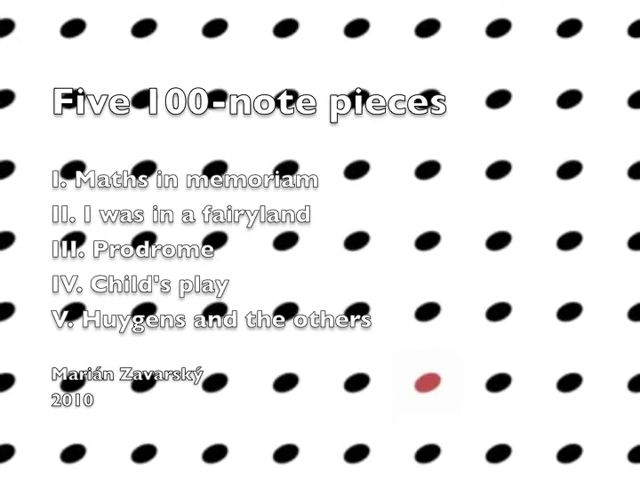 Five 100-note pieces
I. Maths in memoriam
II. I was in a fairyland
III. Prodrome
IV. Child's play
V. Huygens and the others
Marián Zavarský
2010